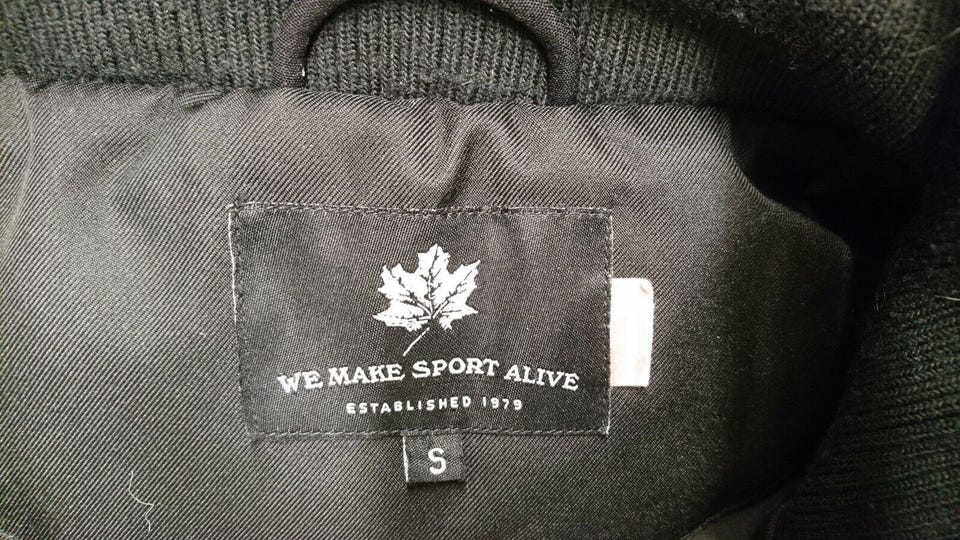 WE MAKE SPORT ALIVE
ESTABLISHED 1979
S